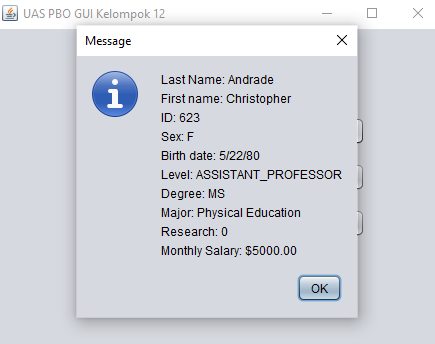 UAS PBO GUI Kelompok 12
Message
Last Name: Andrade
First name: Christopher
ID: 623
Sex: F
Birth date: 5/22/80
Level: ASSISTANT_PROFESSOR
Degree: MS
Major: Physical Education
Research: 0
Monthly Salary: $5000.00
OK